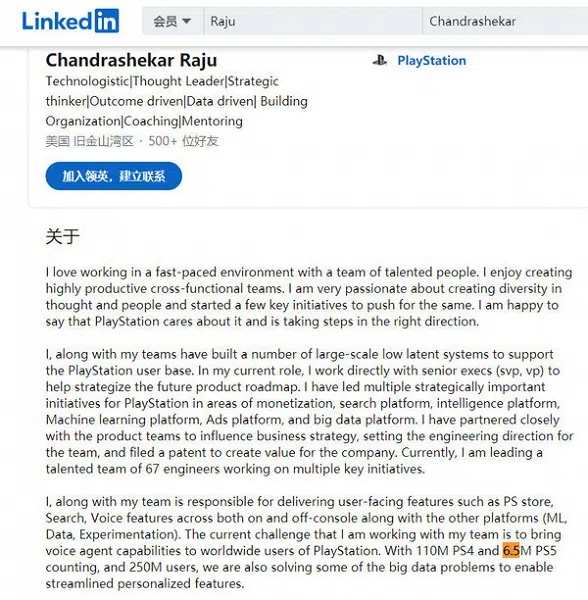 LinkedIn 会员 Raju Chandrashekar
Chandrashekar Raju PlayStation
Technologistic|Thought Leader|Strategic
thinker|Outcome driven|Data driven| Building
Organization|Coaching|Mentoring
美国 旧金山湾区 · 500+ 位好友
加入领英，建立联系
关于
I love working in a fast-paced environment with a team of talented people. I enjoy creating
highly productive cross-functional teams. I am very passionate about creating diversity in
thought and people and started a few key initiatives to push for the same. I am happy to
say that PlayStation cares about it and is taking steps in the right direction.
I, along with my teams have built a number of large-scale low latent systems to support
the PlayStation user base. In my current role, I work directly with senior execs (svp, vp) to
help strategize the future product roadmap. I have led multiple strategically important
initiatives for PlayStation in areas of monetization, search platform, intelligence platform,
Machine learning platform, Ads platform, and big data platform. I have partnered closely
with the product teams to influence business strategy, setting the engineering direction for
the team, and filed a patent to create value for the company. Currently, I am leading a
talented team of 67 engineers working on multiple key initiatives.
I, along with my team is responsible for delivering user-facing features such as PS store,
Search, Voice features across both on and off-console along with the other platforms (ML,
Data, Experimentation). The current challenge that I am working with my team is to bring
voice agent capabilities to worldwide users of PlayStation. With 110M PS4 and 6.5M PS5
counting, and 250M users, we are also solving some of the big data problems to enable
streamlined personalized features.